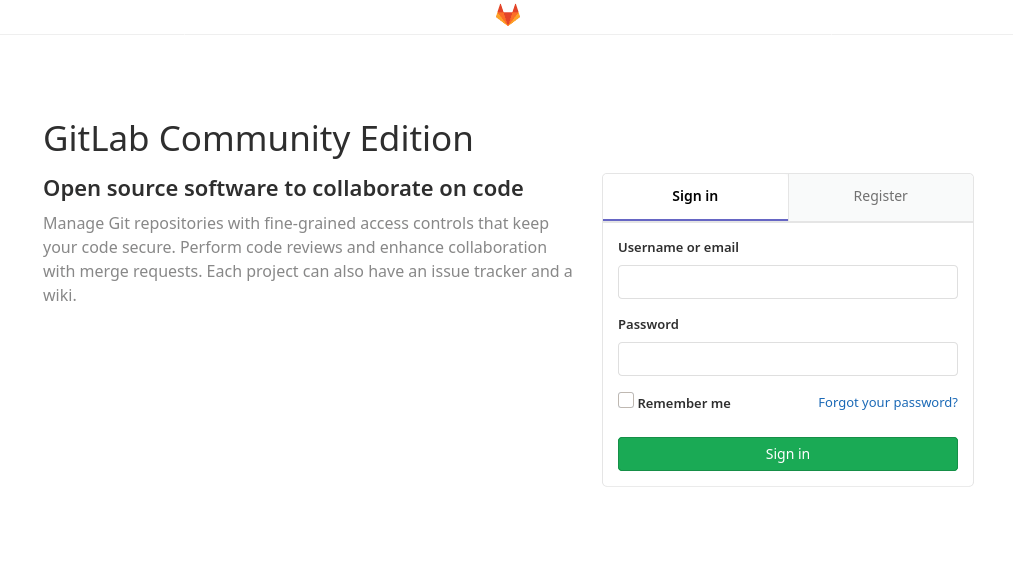 GitLab Community Edition
Open source software to collaborate on code
Manage Git repositories with fine-grained access controls that keep
your code secure. Perform code reviews and enhance collaboration
with merge requests. Each project can also have an issue tracker and a
wiki.
Sign in
Register
Username or email
Password
Remember me
Forgot your password?
Sign in